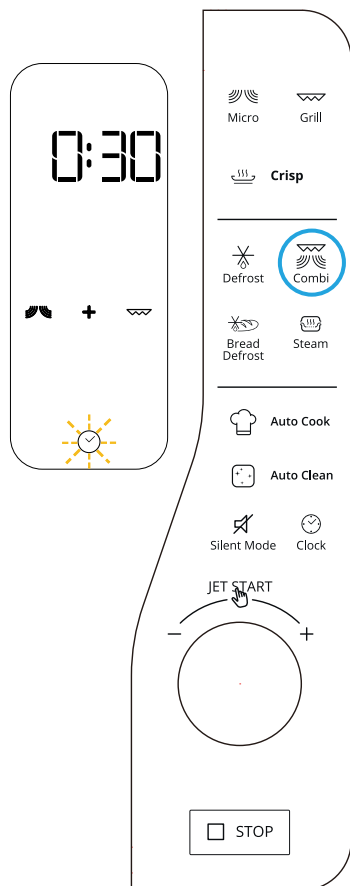 0:30
+
Micro Grill
Crisp
Defrost Combi
Bread Steam
Defrost
Auto Cook
Auto Clean
Silent Mode Clock
JET START
− +
STOP